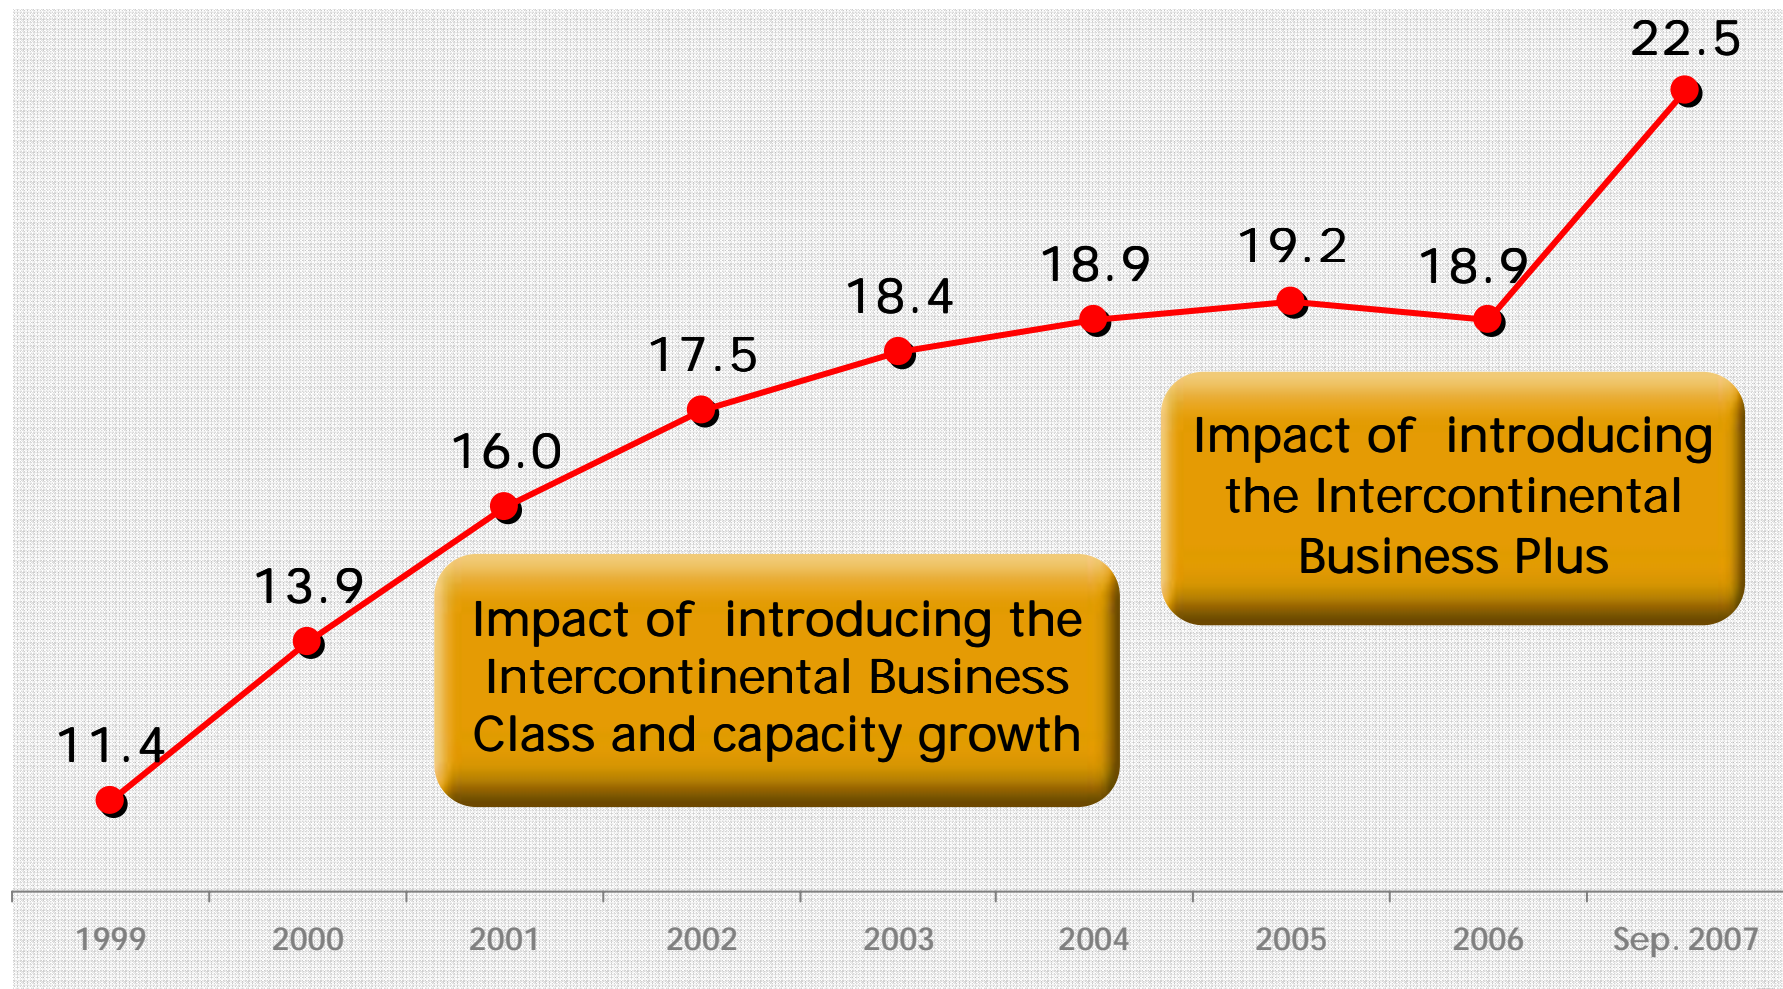 22.5
19.2
18.9
18.9
18.4
17.5
16.0
13.9
11.4
Impact of introducing
the Intercontinental
Business Plus
Impact of introducing the
Intercontinental Business
Class and capacity growth
1999 2000 2001 2002 2003 2004 2005 2006 Sep. 2007